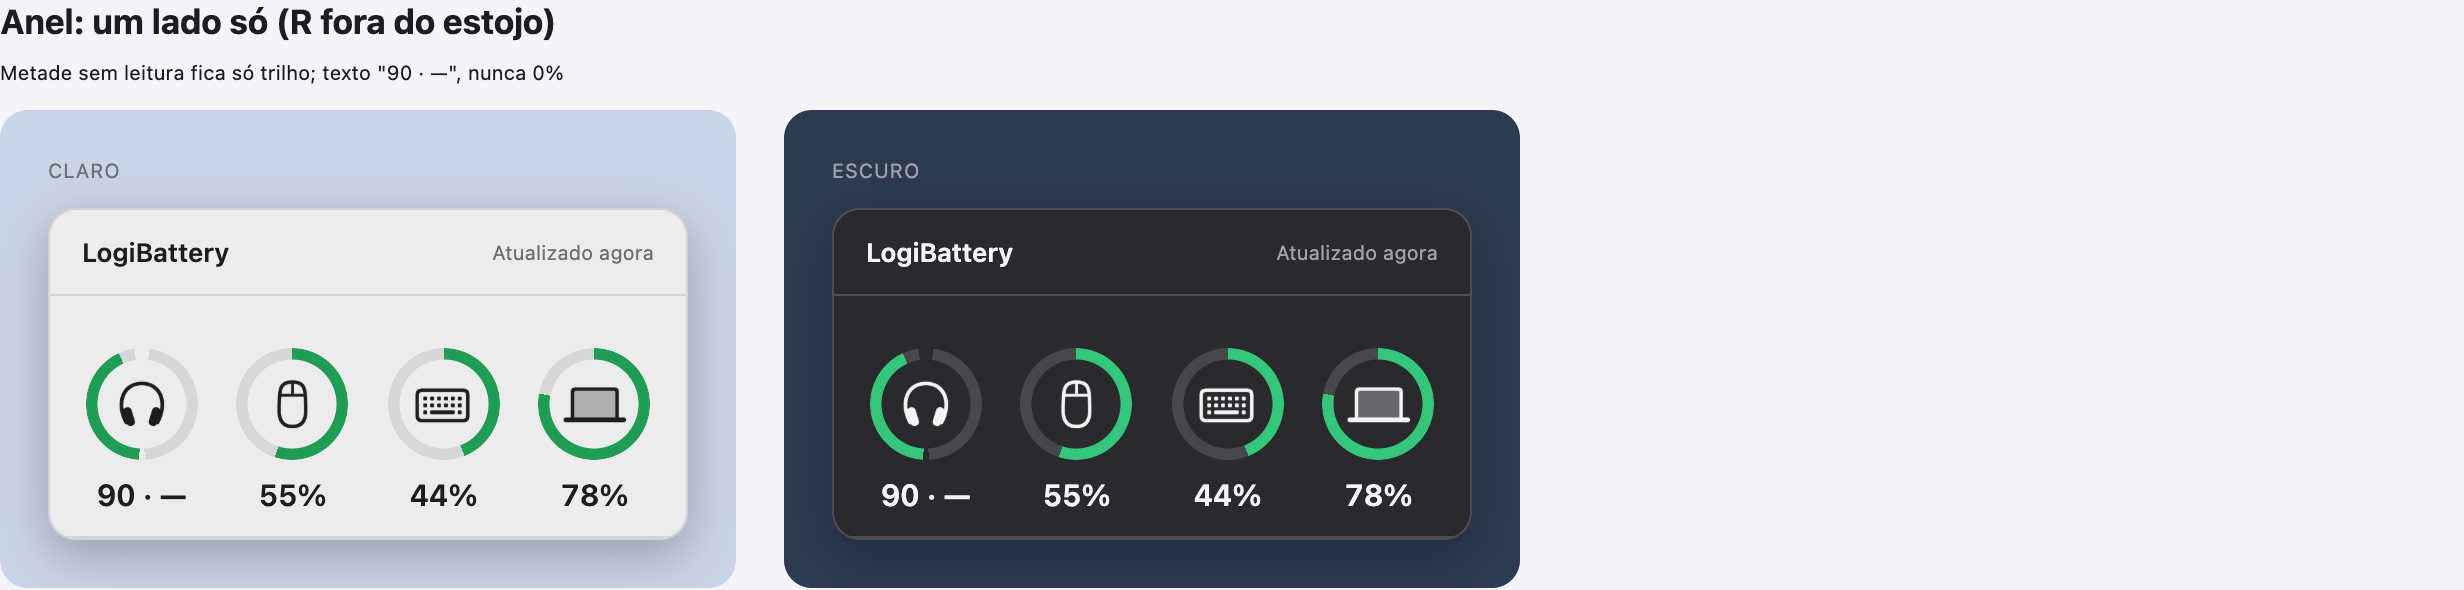 Anel: um lado só (R fora do estojo)
Metade sem leitura fica só trilho; texto "90 · —", nunca 0%
CLARO
LogiBattery
Atualizado agora
90 · —
55%
44%
78%
ESCURO
LogiBattery
Atualizado agora
90 · —
55%
44%
78%